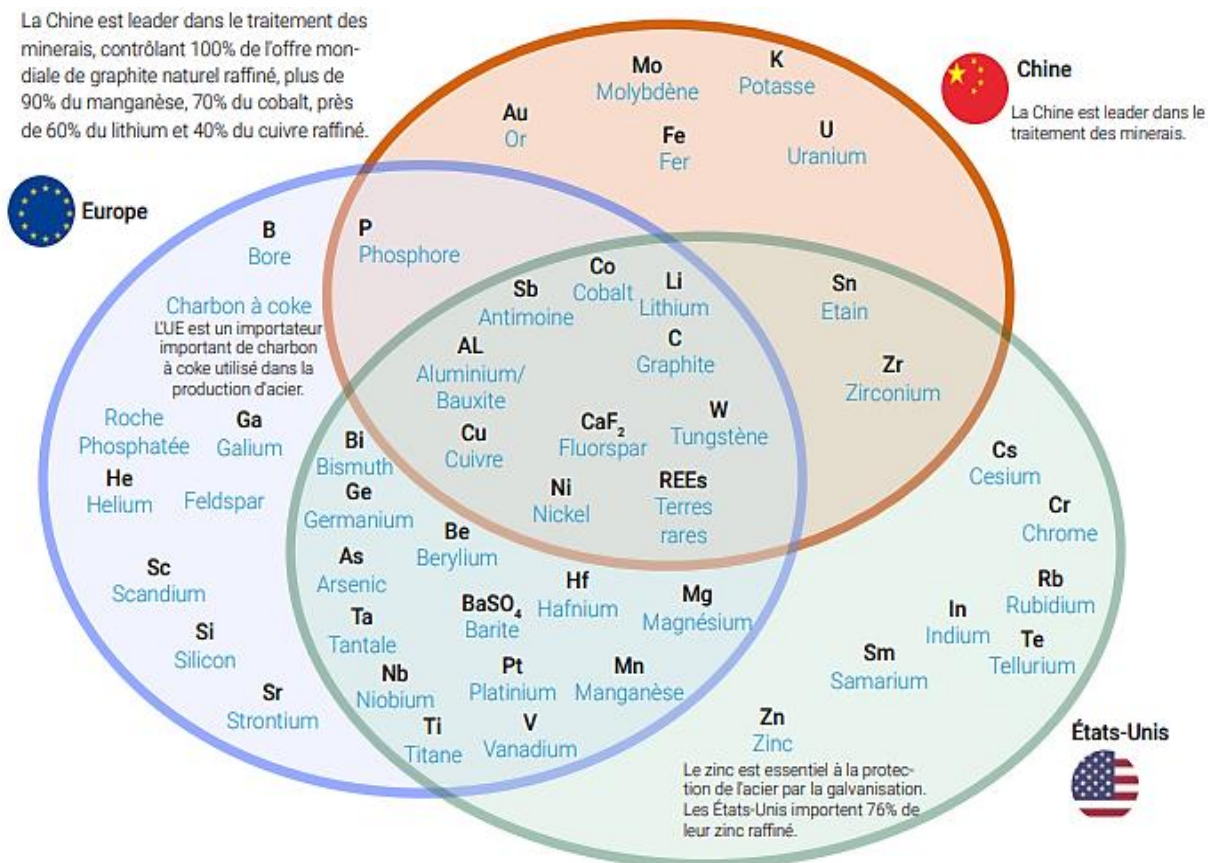 La Chine est leader dans le traitement des
minerais, contrôlant 100% de l'offre mon-
diale de graphite naturel raffiné, plus de
90% du manganèse, 70% du cobalt, près
de 60% du lithium et 40% du cuivre raffiné.
Chine
La Chine est leader dans le
traitement des minerais.
Mo
Molybdène
K
Potasse
Au
Or
Fe
Fer
U
Uranium
Europe
B
Bore
P
Phosphore
Charbon à coke
L'UE est un importateur
important de charbon
à coke utilisé dans la
production d'acier.
Sb
Antimoine
Co
Cobalt
Li
Lithium
Sn
Etain
AL
Aluminium/
Bauxite
C
Graphite
Zr
Zirconium
Roche
Phosphatée
Ga
Galium
Bi
Bismuth
Cu
Cuivre
CaF2
Fluorspar
W
Tungstène
Cs
Cesium
He
Helium
Feldspar
Ge
Germanium
Ni
Nickel
REEs
Terres
rares
Cr
Chrome
Be
Berylium
As
Arsenic
Sc
Scandium
Hf
Hafnium
Mg
Magnésium
Rb
Rubidium
BaSO4
Barite
Ta
Tantale
In
Indium
Te
Tellurium
Si
Silicon
Sm
Samarium
Nb
Niobium
Pt
Platinium
Mn
Manganèse
Sr
Strontium
Ti
Titane
V
Vanadium
Zn
Zinc
Le zinc est essentiel à la protec-
tion de l'acier par la galvanisation.
Les États-Unis importent 76% de
leur zinc raffiné.
États-Unis